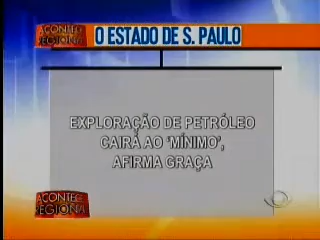 ACONTECE
REGIONAL
O ESTADO DE S. PAULO
EXPLORAÇÃO DE PETRÓLEO
CAIRÁ AO 'MÍNIMO',
AFIRMA GRAÇA
ACONTECE
REGIONAL